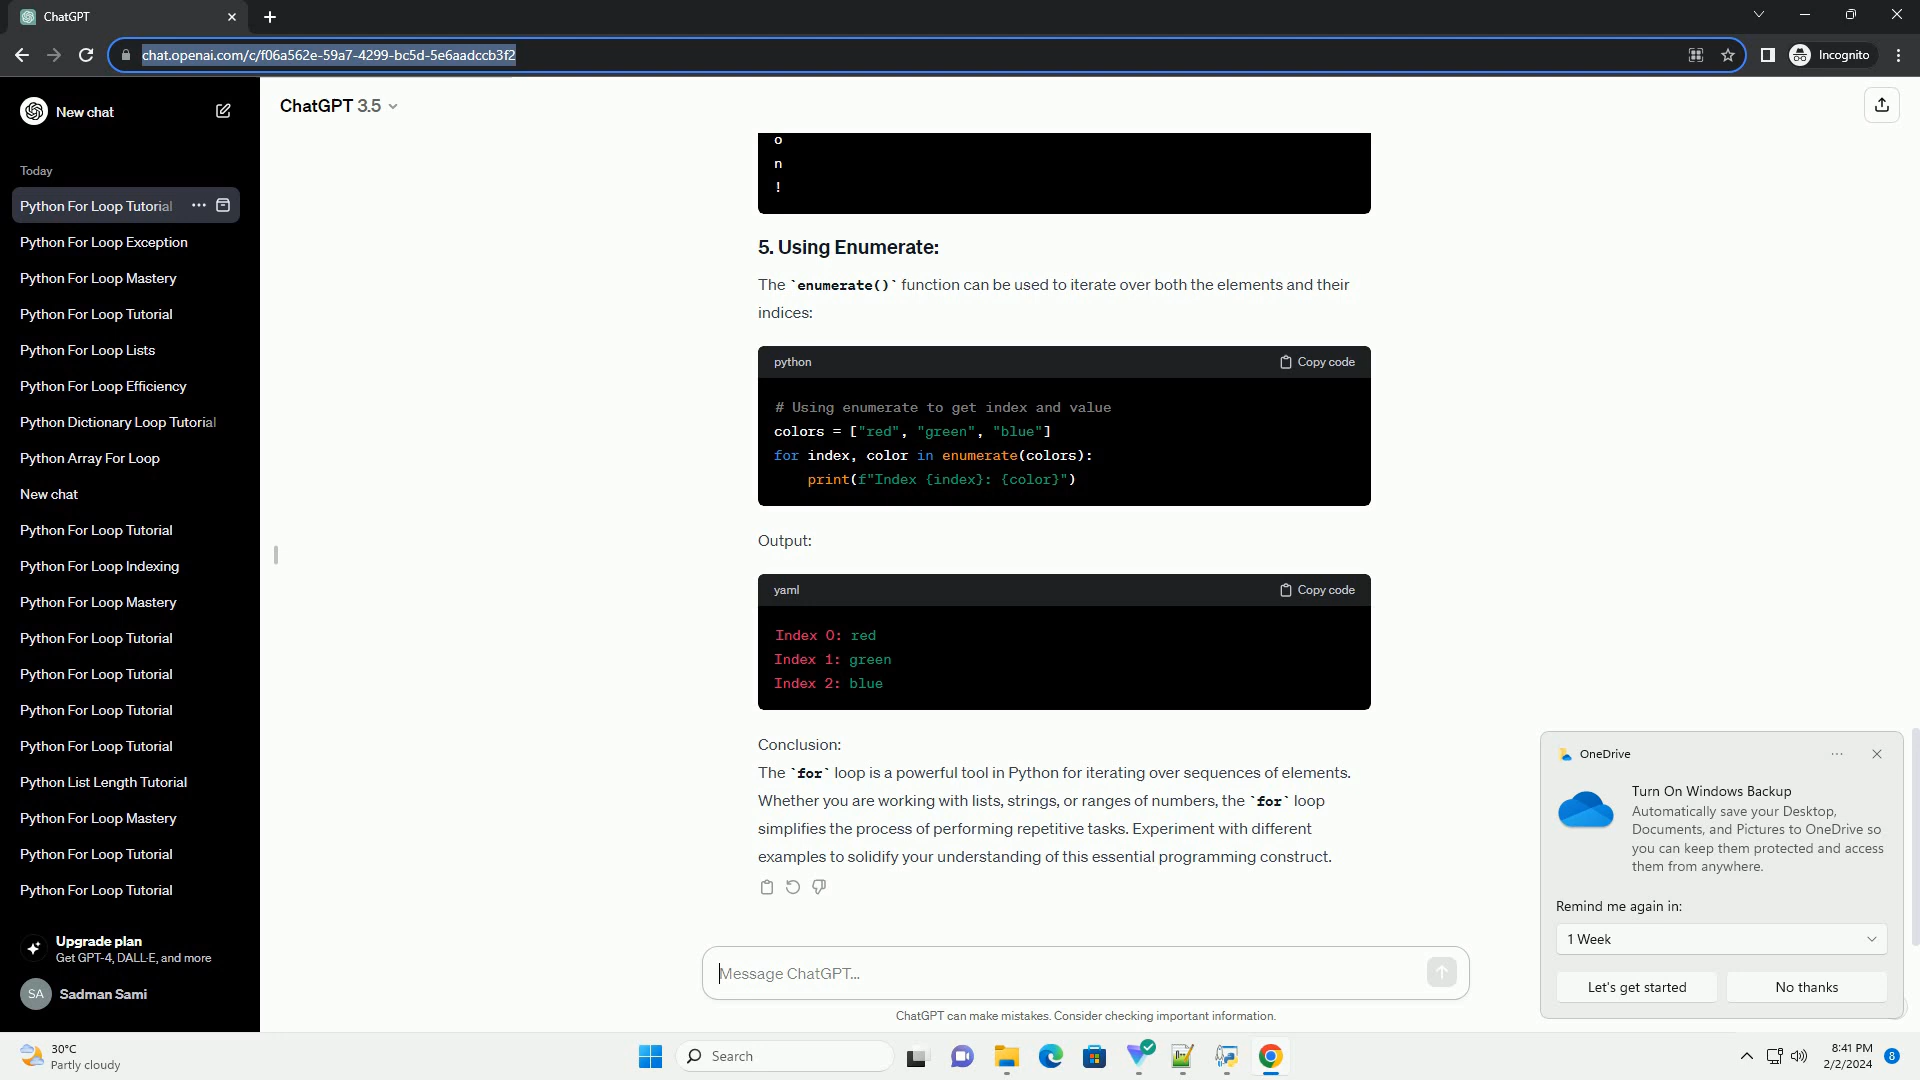 ChatGPT
chat.openai.com/c/f06a562e-59a7-4299-bc5d-5e6aadccb3f2
Incognito
New chat
Today
Python For Loop Tutorial
Python For Loop Exception
Python For Loop Mastery
Python For Loop Tutorial
Python For Loop Lists
Python For Loop Efficiency
Python Dictionary Loop Tutorial
Python Array For Loop
New chat
Python For Loop Tutorial
Python For Loop Indexing
Python For Loop Mastery
Python For Loop Tutorial
Python For Loop Tutorial
Python For Loop Tutorial
Python For Loop Tutorial
Python List Length Tutorial
Python For Loop Mastery
Python For Loop Tutorial
Python For Loop Tutorial
Upgrade plan
Get GPT-4, DALL·E, and more
SA
Sadman Sami
ChatGPT 3.5
o
n
!
5. Using Enumerate:
The `enumerate()` function can be used to iterate over both the elements and their
indices:
python
Copy code
# Using enumerate to get index and value
colors = ["red", "green", "blue"]
for index, color in enumerate(colors):
    print(f"Index {index}: {color}")
Output:
yaml
Copy code
Index 0: red
Index 1: green
Index 2: blue
Conclusion:
The `for` loop is a powerful tool in Python for iterating over sequences of elements.
Whether you are working with lists, strings, or ranges of numbers, the `for` loop
simplifies the process of performing repetitive tasks. Experiment with different
examples to solidify your understanding of this essential programming construct.
Message ChatGPT...
ChatGPT can make mistakes. Consider checking important information.
OneDrive
Turn On Windows Backup
Automatically save your Desktop,
Documents, and Pictures to OneDrive so
you can keep them protected and access
them from anywhere.
Remind me again in:
1 Week
Let's get started
No thanks
30°C
Partly cloudy
Search
8:41 PM
2/2/2024
8